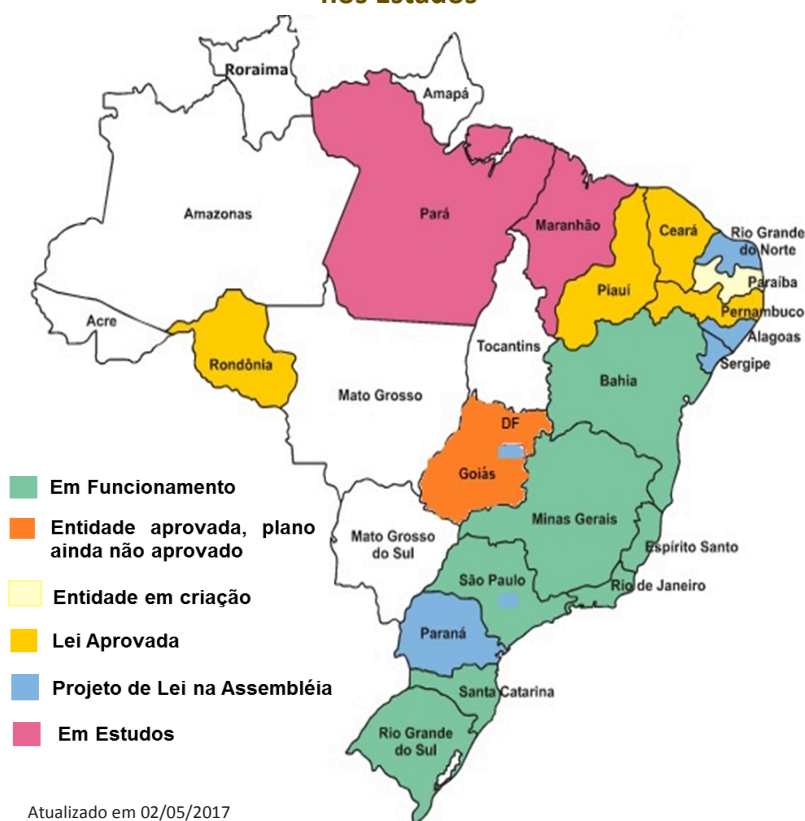 nos Estados
Roraima
Amapá
Amazonas
Pará
Maranhão
Ceará
Rio Grande
do Norte
Paraíba
Piauí
Pernambuco
Acre
Alagoas
Tocantins
Sergipe
Rondônia
Bahia
Mato Grosso
DF
Goiás
Em Funcionamento
Entidade aprovada, plano
ainda não aprovado
Entidade em criação
Lei Aprovada
Projeto de Lei na Assembléia
Em Estudos
Minas Gerais
Mato Grosso
do Sul
Espírito Santo
São Paulo
Rio de Janeiro
Paraná
Santa Catarina
Rio Grande
do Sul
Atualizado em 02/05/2017